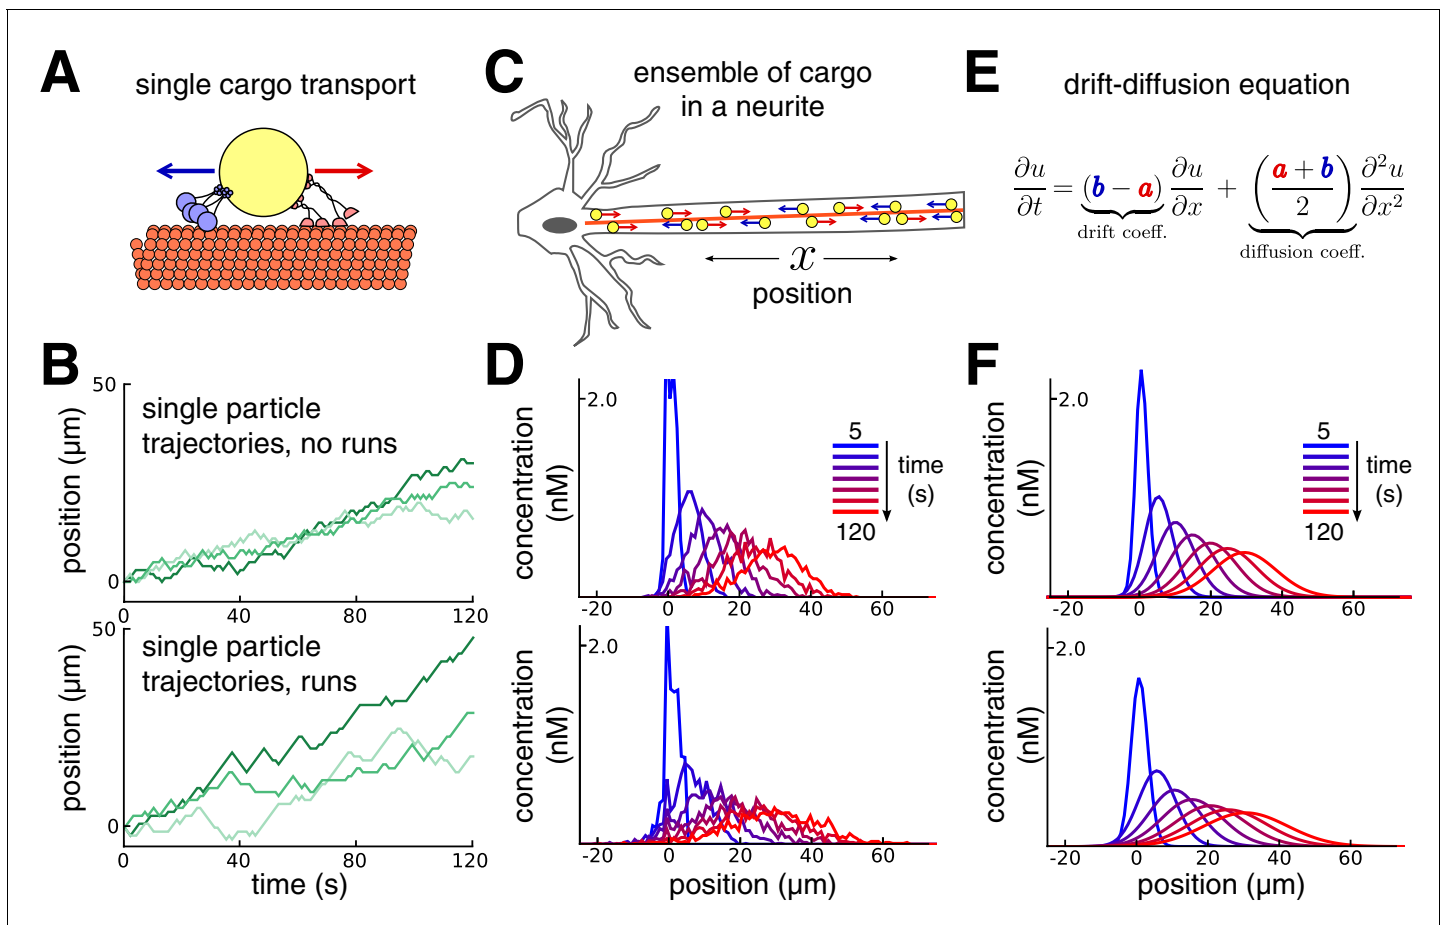 A
single cargo transport
B
50
0
position (µm)
single particle
trajectories, no runs
0 40 80 120
50
0
position (µm)
single particle
trajectories, runs
0 40 80 120
time (s)
C
ensemble of cargo
in a neurite
x
position
D
concentration
(nM)
2.0
5
time
(s)
120
-20 0 20 40 60
concentration
(nM)
2.0
-20 0 20 40 60
position (µm)
E
drift-diffusion equation
∂u/∂t = (b − a) ∂u/∂x + ((a + b)/2) ∂²u/∂x²
drift coeff.
diffusion coeff.
F
concentration
(nM)
2.0
5
time
(s)
120
-20 0 20 40 60
concentration
(nM)
2.0
-20 0 20 40 60
position (µm)